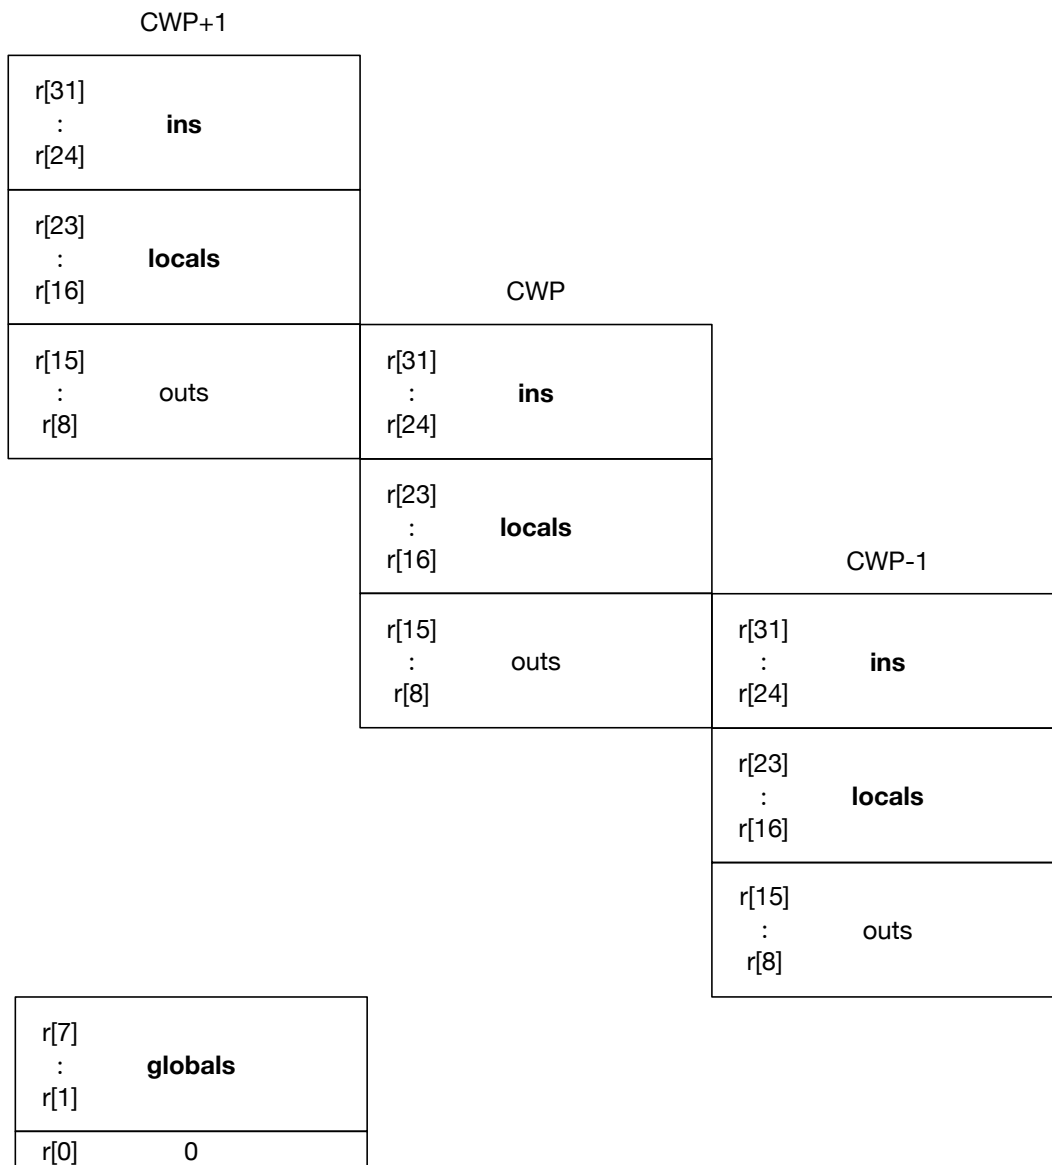 CWP+1
r[31]
: ins
r[24]
r[23]
: locals
r[16]
CWP
r[15]
: outs
r[8]
r[31]
: ins
r[24]
r[23]
: locals
r[16]
CWP-1
r[15]
: outs
r[8]
r[31]
: ins
r[24]
r[23]
: locals
r[16]
r[15]
: outs
r[8]
r[7]
: globals
r[1]
r[0] 0